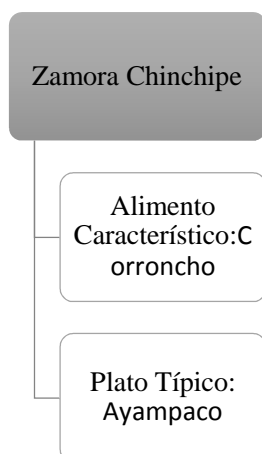 Zamora Chinchipe
Alimento
Característico:C
orroncho
Plato Típico:
Ayampaco